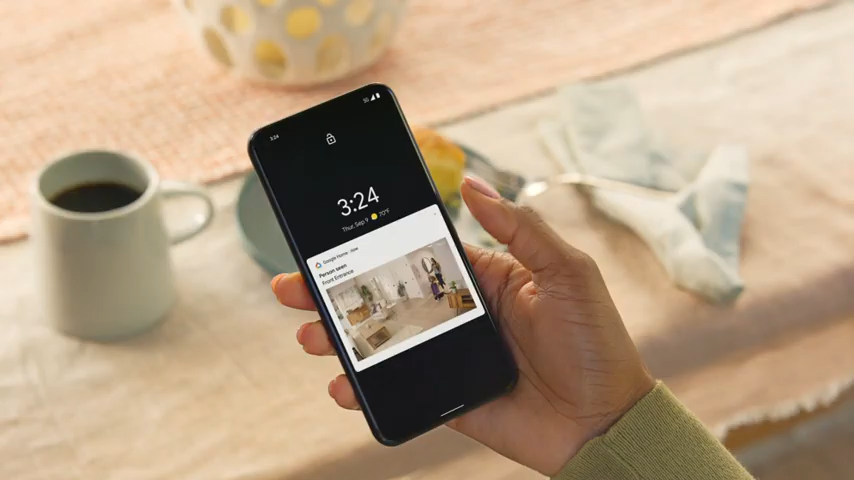 3:24
3:24
Thu, Sep 9 70°F
Google Home · now
Person seen
Front Entrance